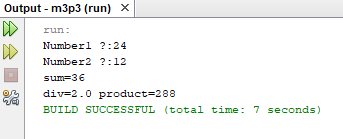 Output - m3p3 (run) ×
run:
Number1 ?:24
Number2 ?:12
sum=36
div=2.0 product=288
BUILD SUCCESSFUL (total time: 7 seconds)